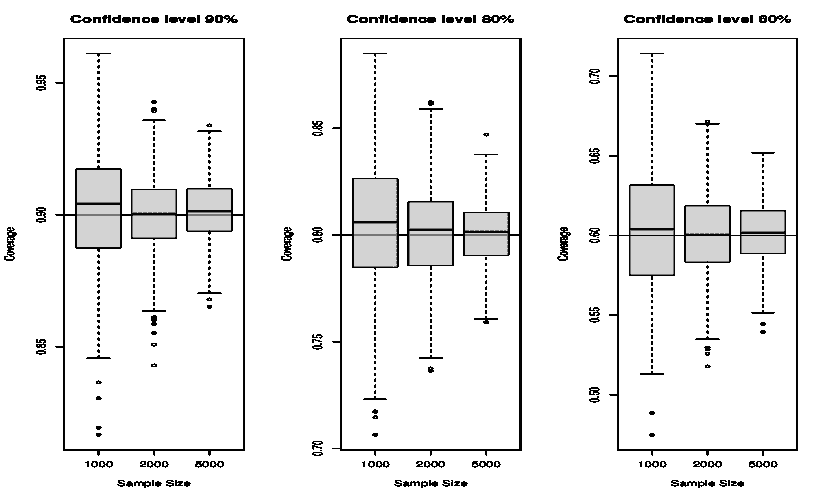 Confidence level 90%
Confidence level 80%
Confidence level 60%
Coverage
0.85
0.90
0.95
1000
2000
5000
Sample Size
Coverage
0.70
0.75
0.80
0.85
1000
2000
5000
Sample Size
Coverage
0.50
0.55
0.60
0.65
0.70
1000
2000
5000
Sample Size